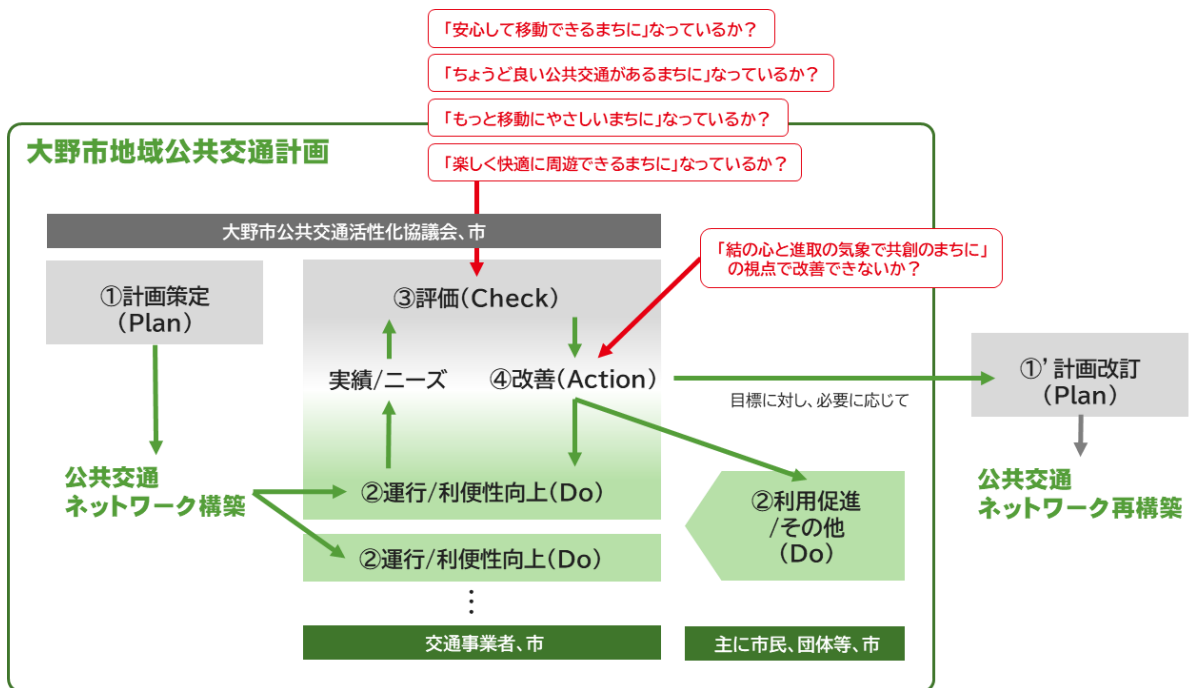 「安心して移動できるまちに」なっているか？
「ちょうど良い公共交通があるまちに」なっているか？
「もっと移動にやさしいまちに」なっているか？
「楽しく快適に周遊できるまちに」なっているか？
大野市地域公共交通計画
大野市公共交通活性化協議会、市
「結の心と進取の気象で共創のまちに」
の視点で改善できないか？
①計画策定
(Plan)
③評価(Check)
実績/ニーズ
④改善(Action)
目標に対し、必要に応じて
①’計画改訂
(Plan)
公共交通
ネットワーク構築
②運行/利便性向上(Do)
②運行/利便性向上(Do)
⋮
②利用促進
/その他
(Do)
公共交通
ネットワーク再構築
交通事業者、市
主に市民、団体等、市